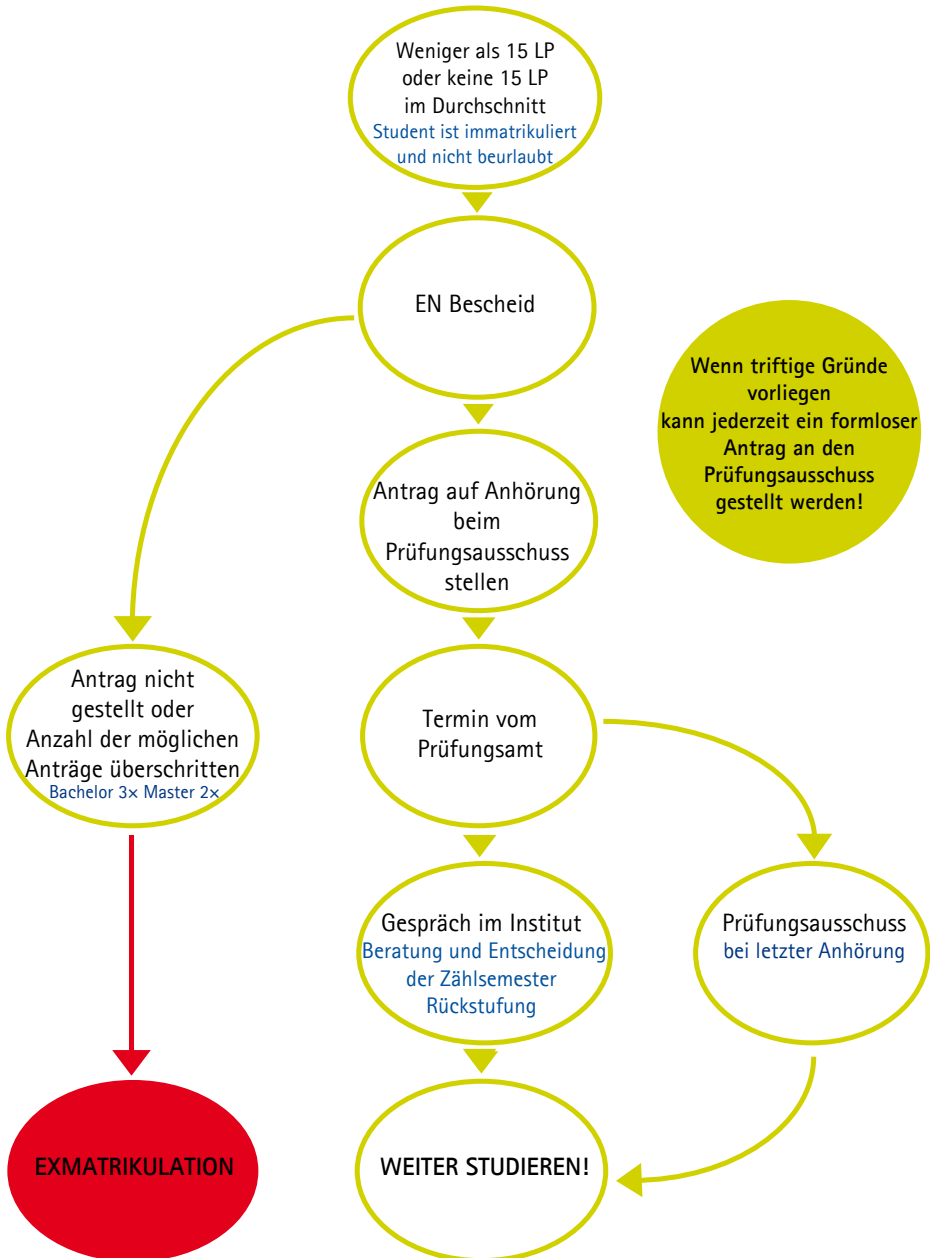 Weniger als 15 LP
oder keine 15 LP
im Durchschnitt
Student ist immatrikuliert
und nicht beurlaubt
EN Bescheid
Wenn triftige Gründe
vorliegen
kann jederzeit ein formloser
Antrag an den
Prüfungsausschuss
gestellt werden!
Antrag auf Anhörung
beim
Prüfungsausschuss
stellen
Antrag nicht
gestellt oder
Anzahl der möglichen
Anträge überschritten
Bachelor 3x Master 2x
Termin vom
Prüfungsamt
Gespräch im Institut
Beratung und Entscheidung
der Zählsemester
Rückstufung
Prüfungsausschuss
bei letzter Anhörung
EXMATRIKULATION
WEITER STUDIEREN!